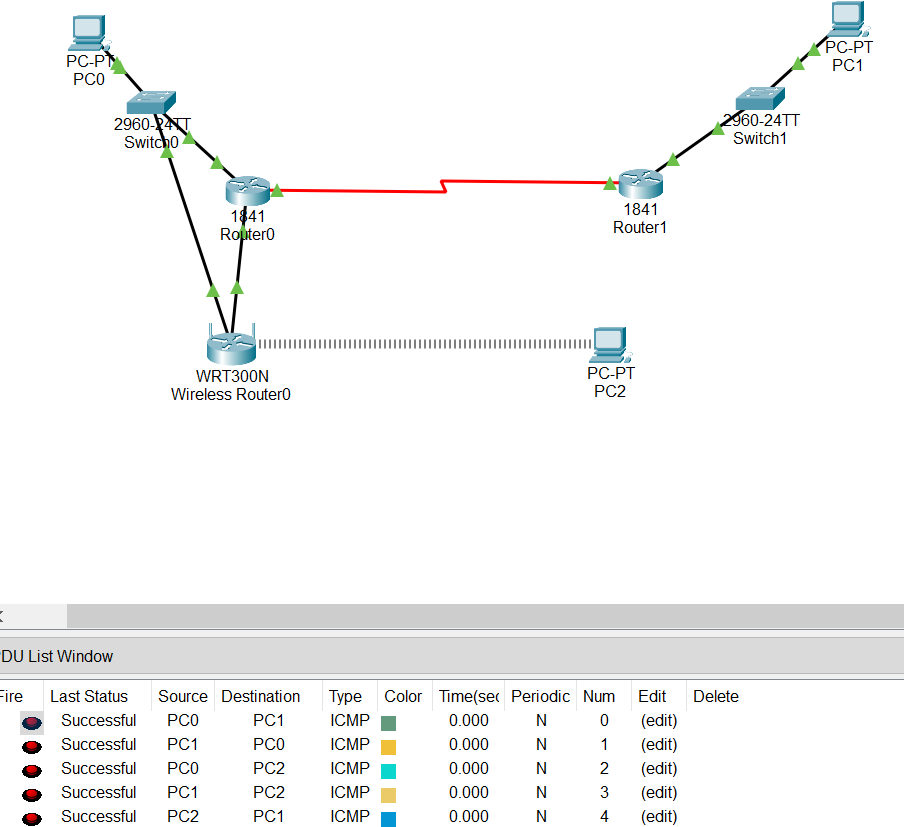 PC-PT
PC0
2960-24TT
Switch0
1841
Router0
WRT300N
Wireless Router0
PC-PT
PC2
1841
Router1
2960-24TT
Switch1
PC-PT
PC1
PDU List Window
Fire Last Status Source Destination Type Color Time(sec Periodic Num Edit Delete
Successful PC0 PC1 ICMP 0.000 N 0 (edit)
Successful PC1 PC0 ICMP 0.000 N 1 (edit)
Successful PC0 PC2 ICMP 0.000 N 2 (edit)
Successful PC1 PC2 ICMP 0.000 N 3 (edit)
Successful PC2 PC1 ICMP 0.000 N 4 (edit)